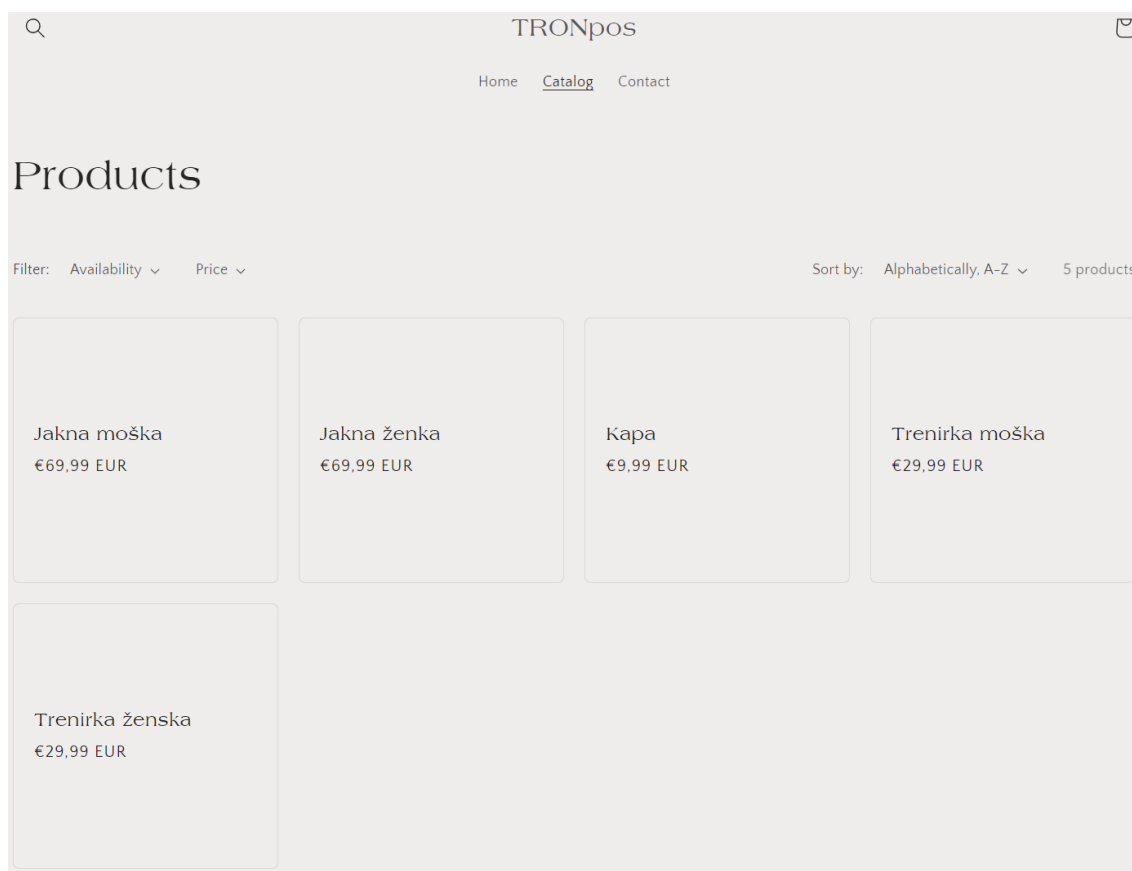 TRONpos
Home Catalog Contact
Products
Filter: Availability Price Sort by: Alphabetically, A-Z 5 products
Jakna moška
€69,99 EUR
Jakna ženka
€69,99 EUR
Kapa
€9,99 EUR
Trenirka moška
€29,99 EUR
Trenirka ženska
€29,99 EUR